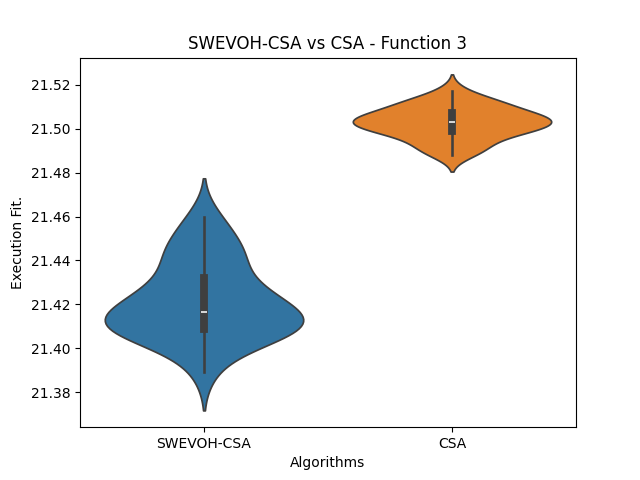 SWEVOH-CSA vs CSA - Function 3
21.52
21.50
21.48
21.46
21.44
21.42
21.40
21.38
Execution Fit.
SWEVOH-CSA
CSA
Algorithms